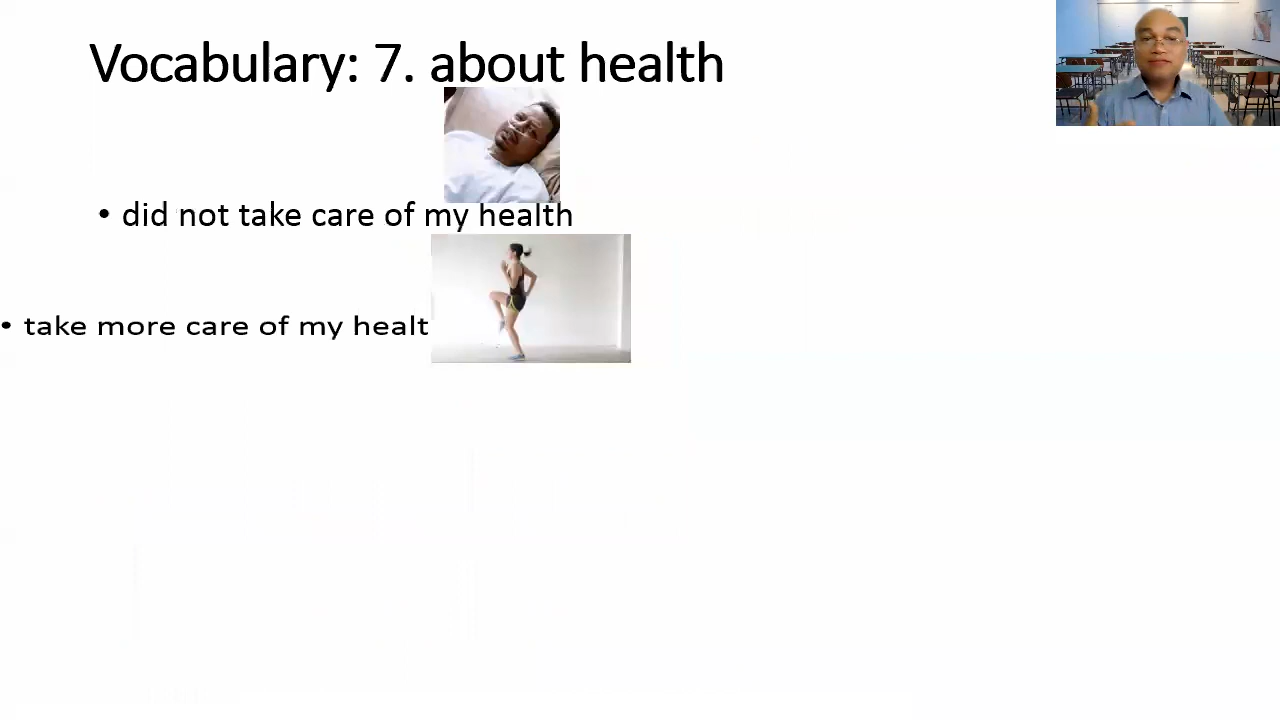 Vocabulary: 7. about health
• did not take care of my health
• take more care of my healt